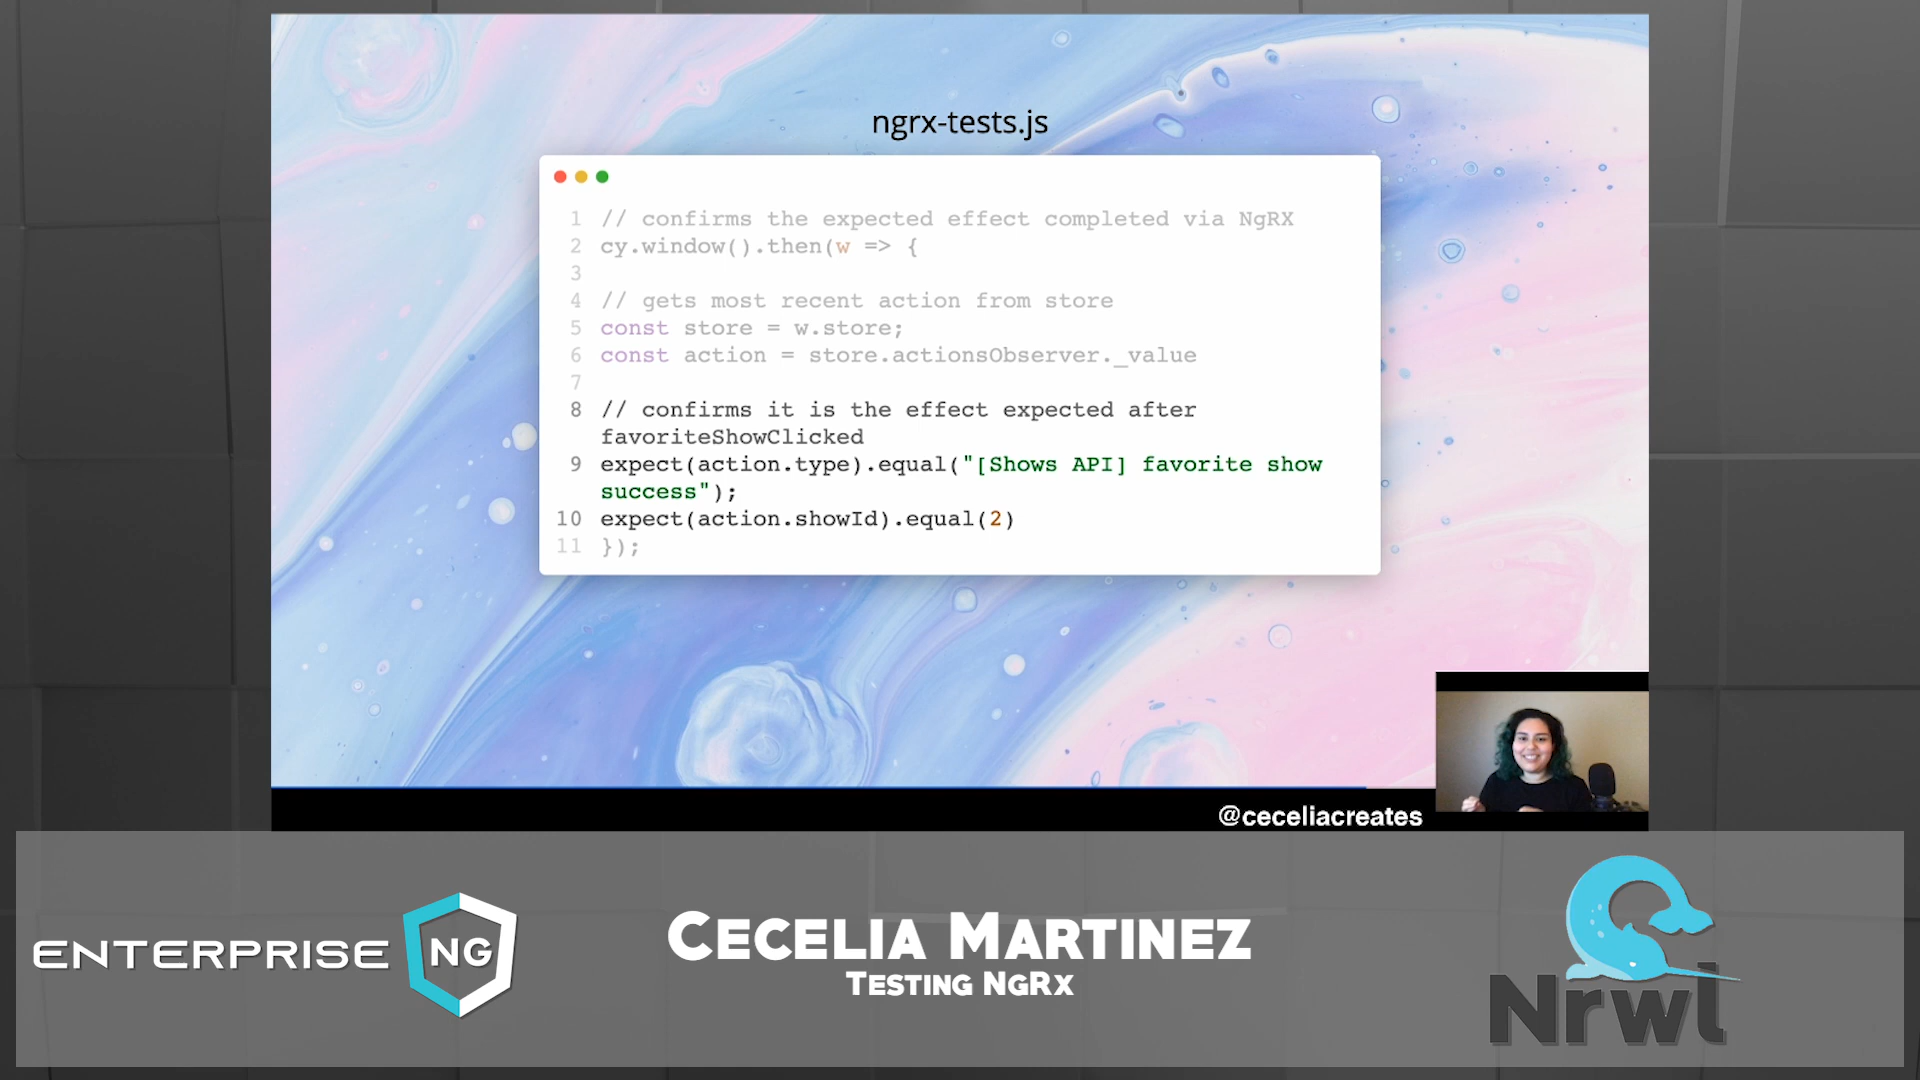 ngrx-tests.js
1 // confirms the expected effect completed via NgRX
2 cy.window().then(w => {
3
4 // gets most recent action from store
5 const store = w.store;
6 const action = store.actionsObserver._value
7
8 // confirms it is the effect expected after
favoriteShowClicked
9 expect(action.type).equal("[Shows API] favorite show
success");
10 expect(action.showId).equal(2)
11 });
@ceceliacreates
ENTERPRISE NG
CECELIA MARTINEZ
TESTING NGRX
Nrwl